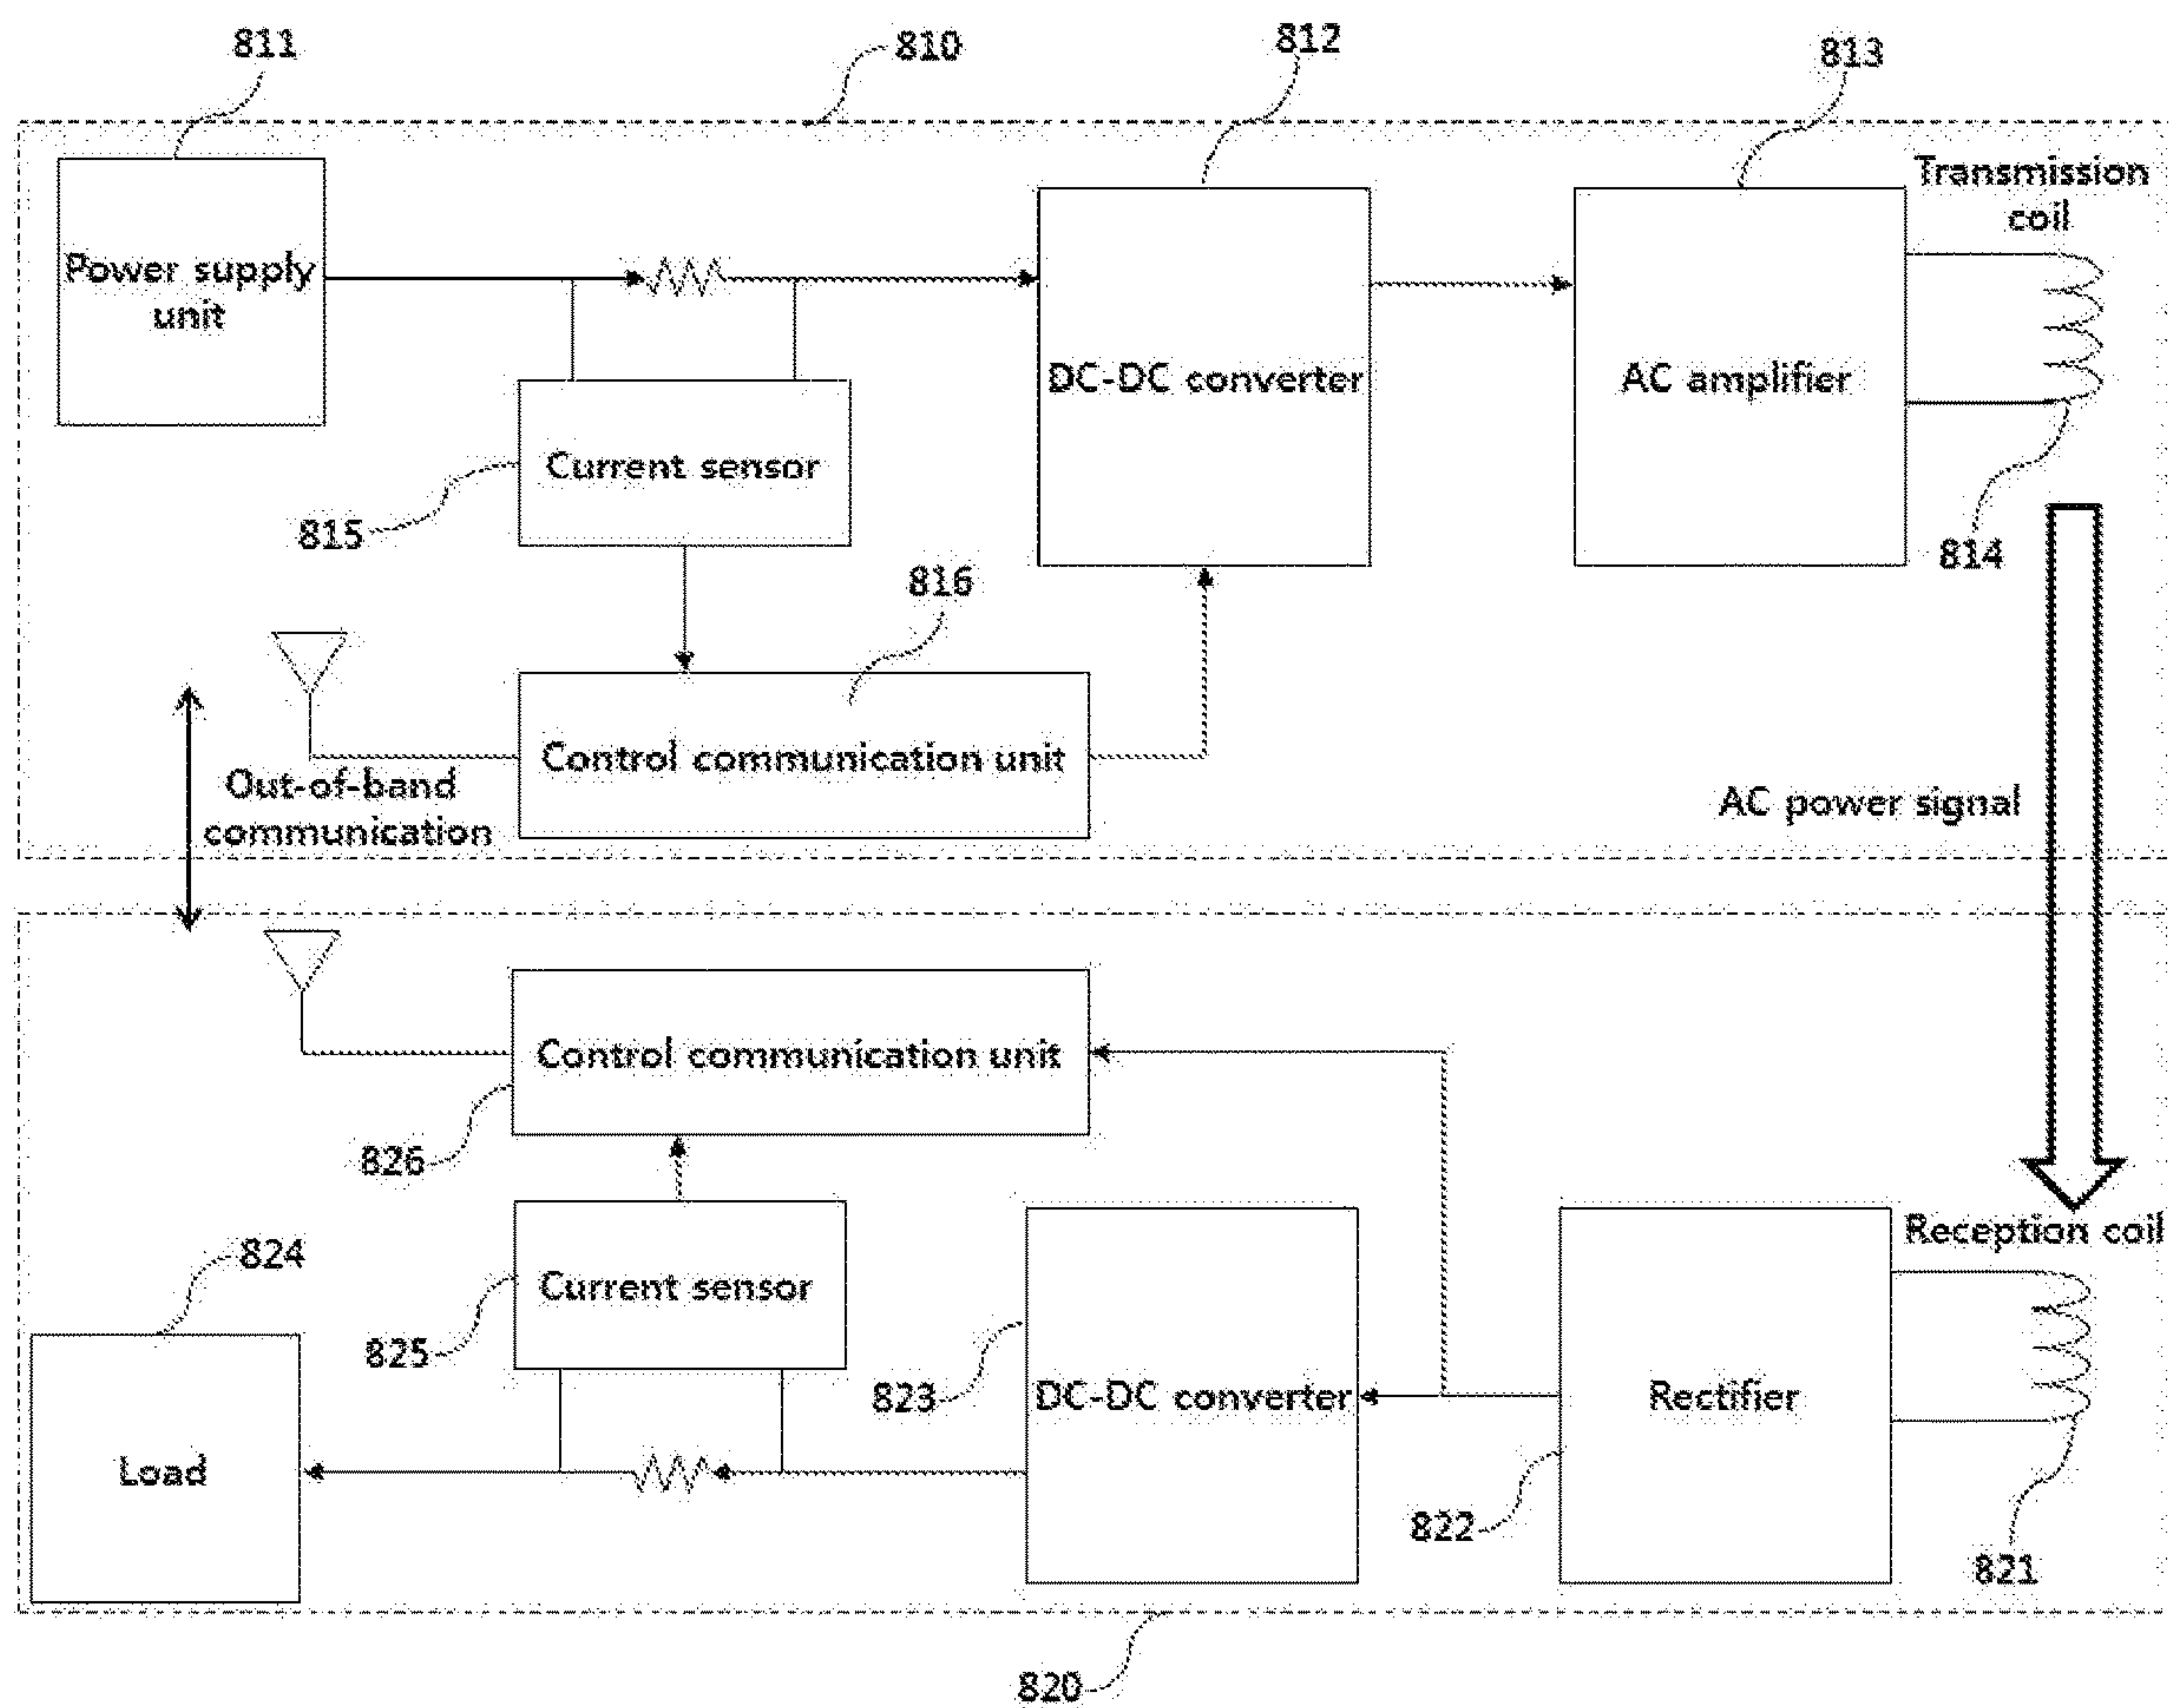 811
810
812
813
Transmission
coil
Power supply
unit
DC-DC converter
AC amplifier
Current sensor
815
814
816
Control communication unit
Out-of-band
communication
AC power signal
Control communication unit
826
Reception coil
824
Current sensor
825
823
DC-DC converter
Rectifier
Load
822
821
820